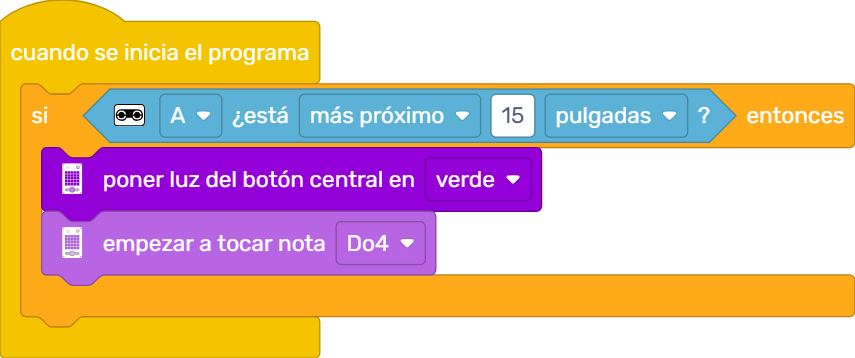 cuando se inicia el programa
si A ¿está más próximo 15 pulgadas ? entonces
poner luz del botón central en verde
empezar a tocar nota Do4